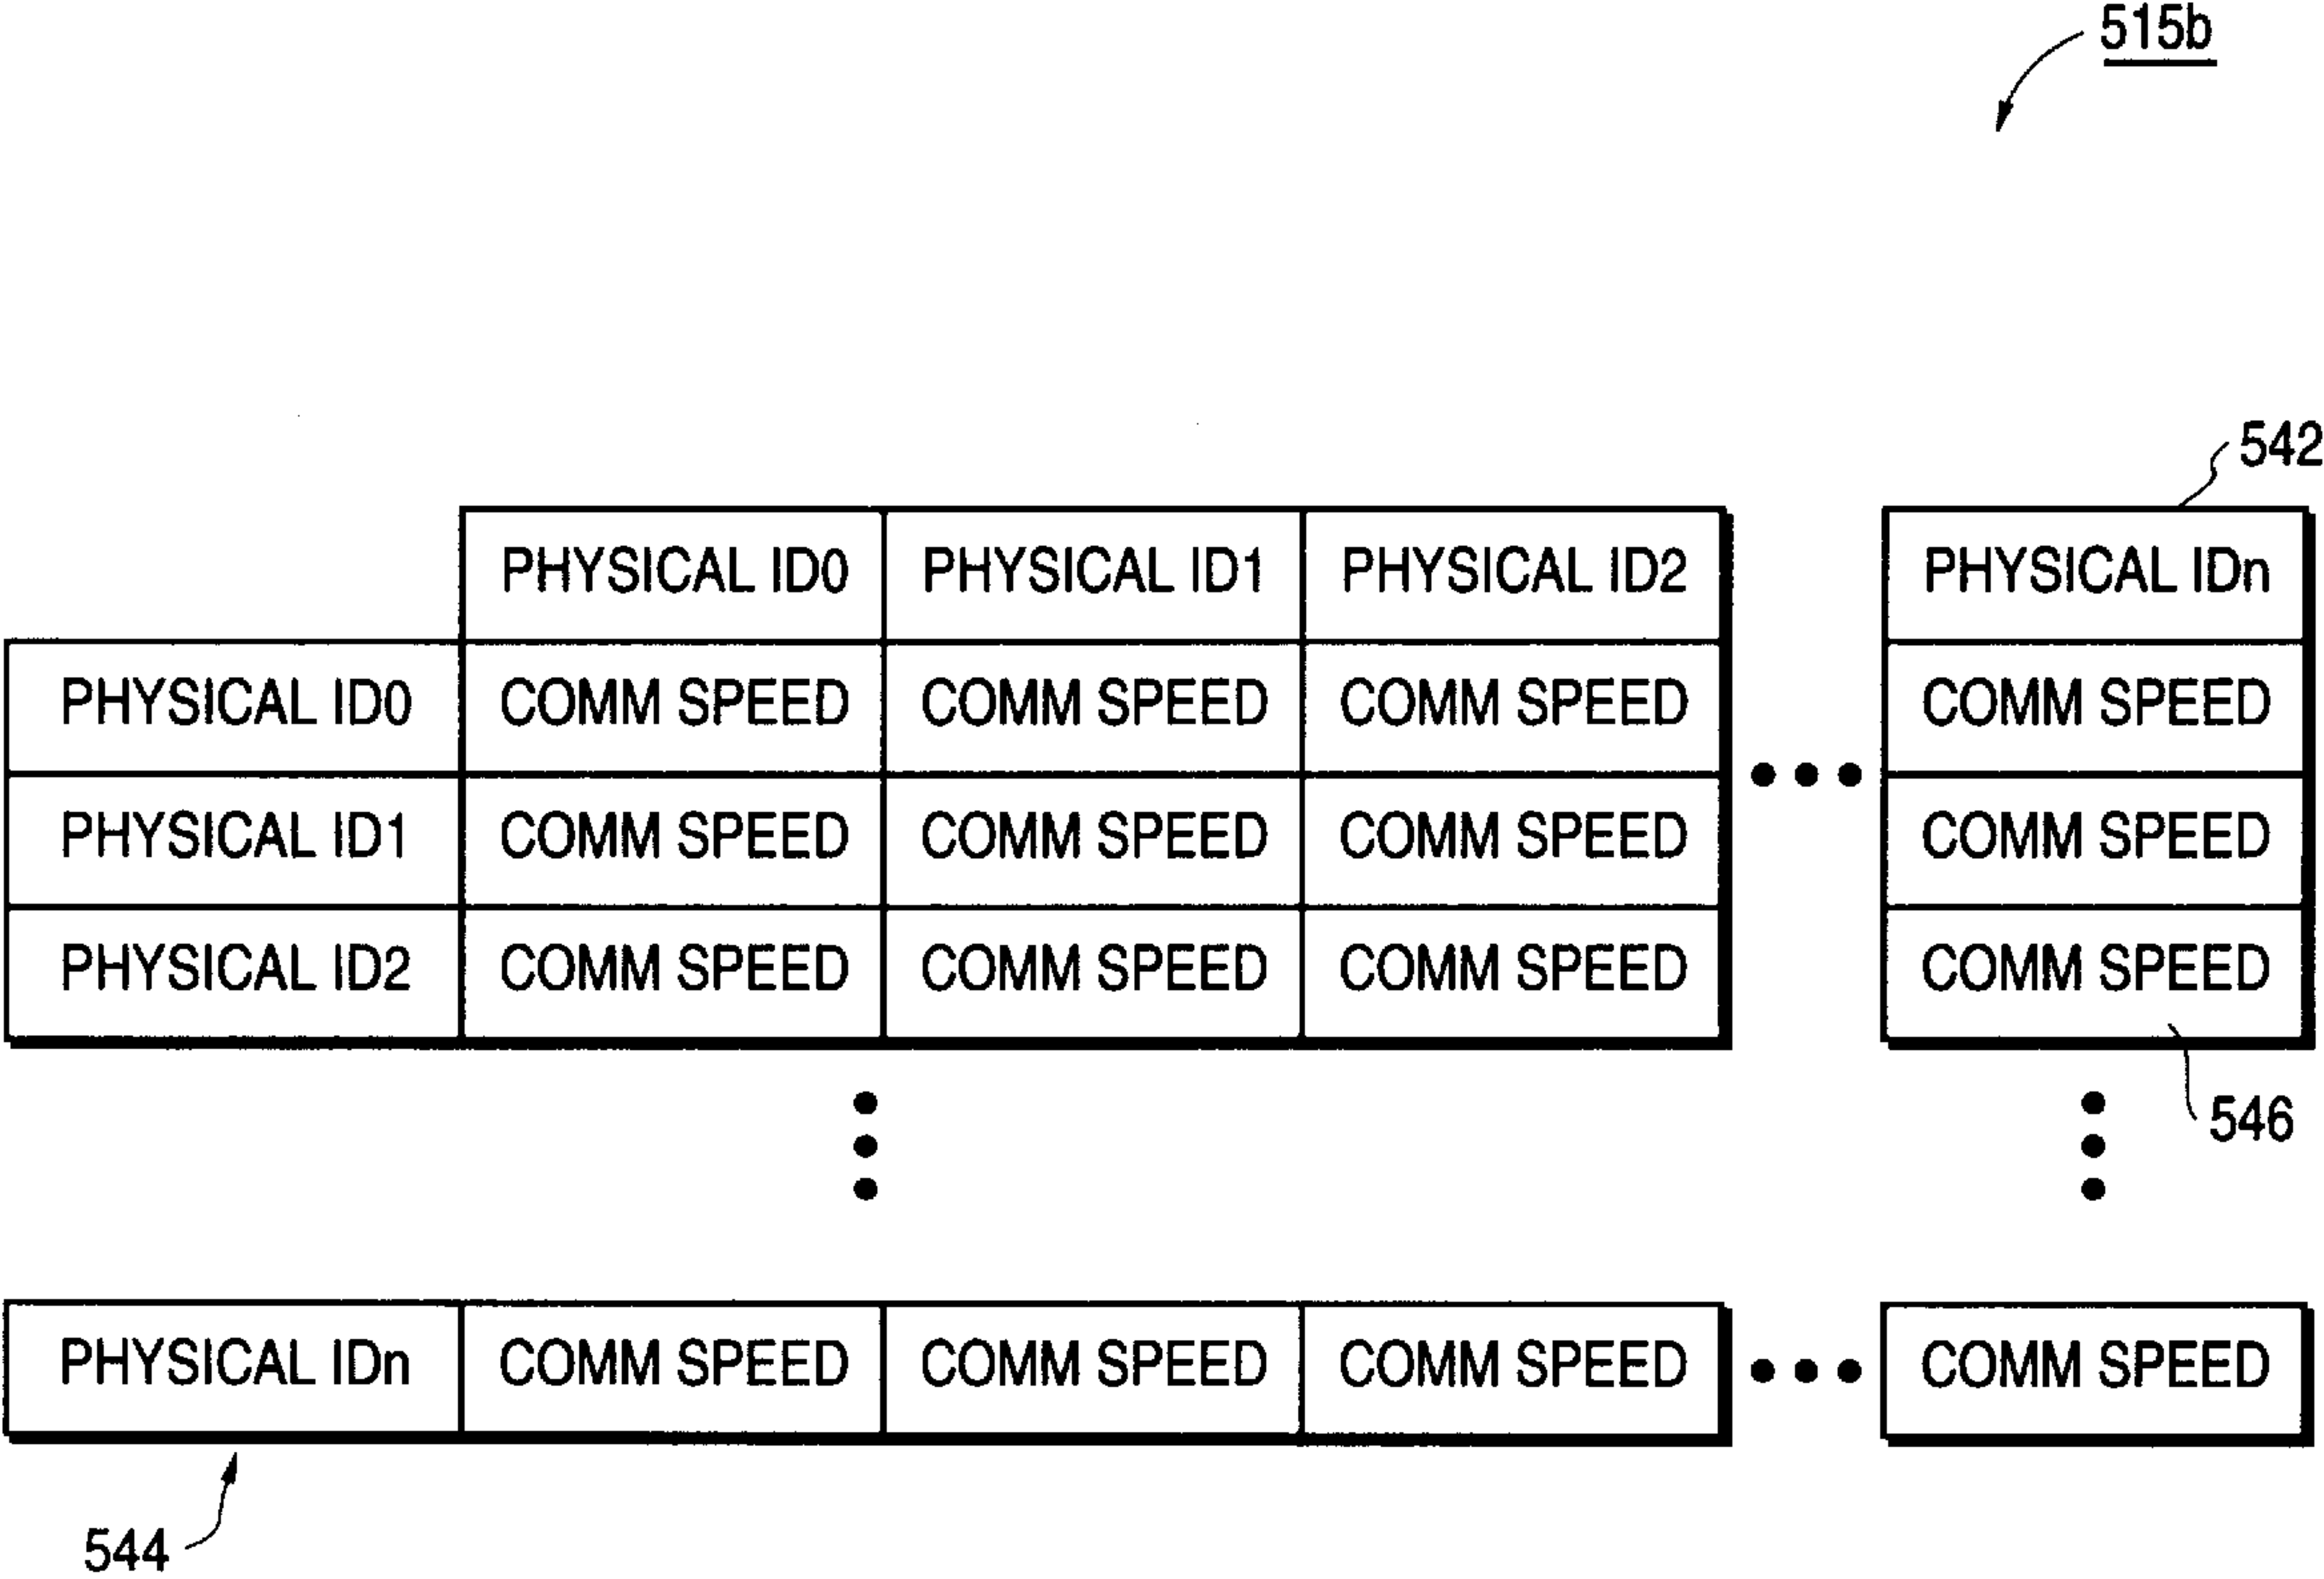 515b
542
PHYSICAL ID0 PHYSICAL ID1 PHYSICAL ID2 PHYSICAL IDn
PHYSICAL ID0 COMM SPEED COMM SPEED COMM SPEED COMM SPEED
PHYSICAL ID1 COMM SPEED COMM SPEED COMM SPEED COMM SPEED
PHYSICAL ID2 COMM SPEED COMM SPEED COMM SPEED COMM SPEED
546
PHYSICAL IDn COMM SPEED COMM SPEED COMM SPEED COMM SPEED
544